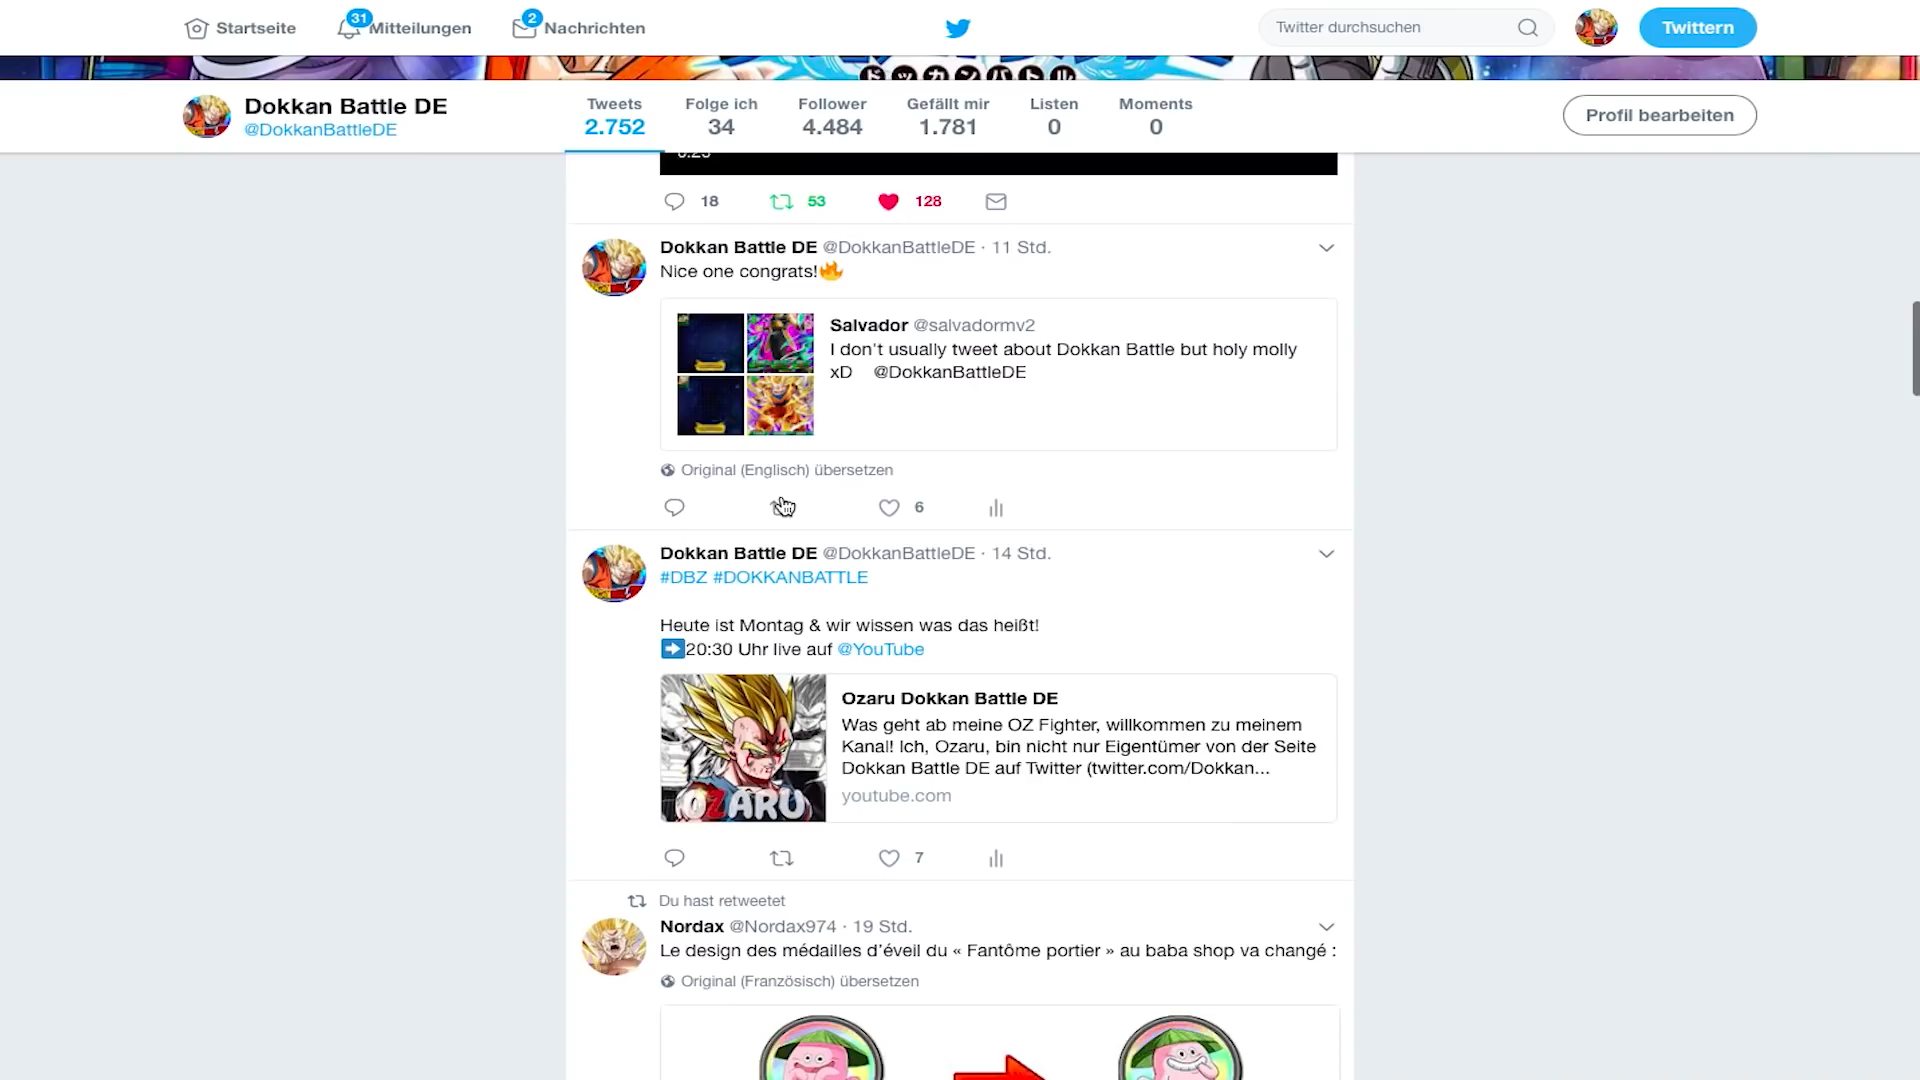 Startseite
31
Mitteilungen
2
Nachrichten
Twitter durchsuchen
Twittern
ドッカンバトル
Dokkan Battle DE
@DokkanBattleDE
Tweets
2.752
Folge ich
34
Follower
4.484
Gefällt mir
1.781
Listen
0
Moments
0
Profil bearbeiten
18
53
128
Dokkan Battle DE @DokkanBattleDE · 11 Std.
Nice one congrats!🔥
Salvador @salvadormv2
I don't usually tweet about Dokkan Battle but holy molly
xD @DokkanBattleDE
Original (Englisch) übersetzen
6
Dokkan Battle DE @DokkanBattleDE · 14 Std.
#DBZ #DOKKANBATTLE
Heute ist Montag & wir wissen was das heißt!
➡20:30 Uhr live auf @YouTube
OZARU
Ozaru Dokkan Battle DE
Was geht ab meine OZ Fighter, willkommen zu meinem
Kanal! Ich, Ozaru, bin nicht nur Eigentümer von der Seite
Dokkan Battle DE auf Twitter (twitter.com/Dokkan...
youtube.com
7
Du hast retweetet
Nordax @Nordax974 · 19 Std.
Le design des médailles d'éveil du « Fantôme portier » au baba shop va changé :
Original (Französisch) übersetzen